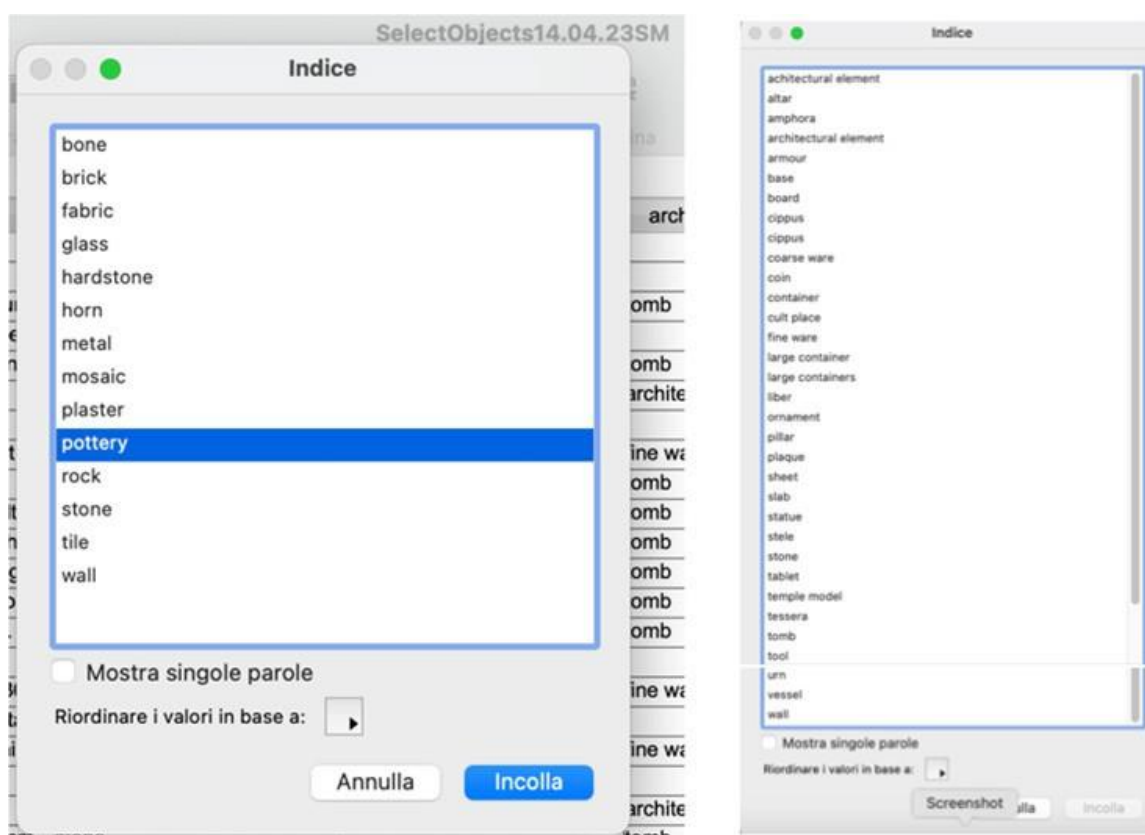 SelectObjects14.04.23SM
Indice
bone
brick
fabric
glass
hardstone
horn
metal
mosaic
plaster
pottery
rock
stone
tile
wall
Mostra singole parole
Riordinare i valori in base a:
Annulla
Incolla
arch
omb
omb
archite
ine wa
omb
omb
omb
omb
omb
omb
ine wa
ine wa
archite
Indice
achitectural element
altar
amphora
architectural element
armour
base
board
cippus
cippus
coarse ware
coin
container
cult place
fine ware
large container
large containers
liber
ornament
pillar
plaque
sheet
slab
statue
stele
stone
tablet
temple model
tessera
tomb
tool
urn
vessel
wall
Mostra singole parole
Riordinare i valori in base a:
Screenshot
lla
Incolla